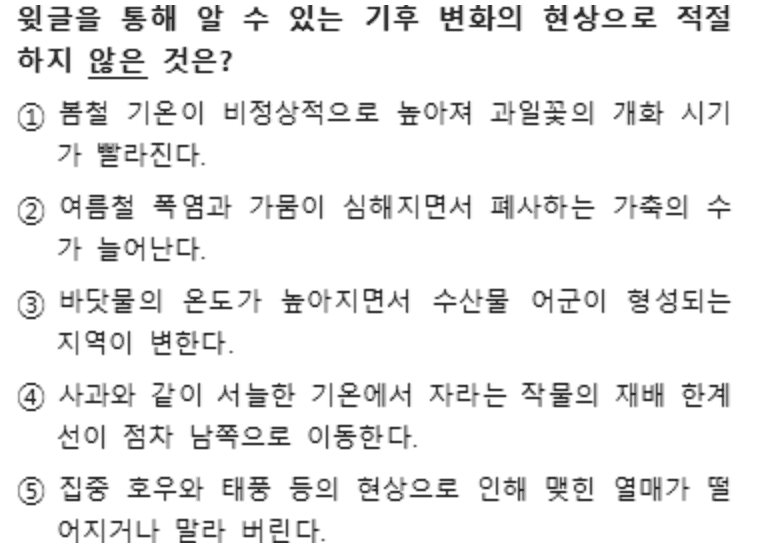 윗글을 통해 알 수 있는 기후 변화의 현상으로 적절
하지 않은 것은?
① 봄철 기온이 비정상적으로 높아져 과일꽃의 개화 시기
가 빨라진다.
② 여름철 폭염과 가뭄이 심해지면서 폐사하는 가축의 수
가 늘어난다.
③ 바닷물의 온도가 높아지면서 수산물 어군이 형성되는
지역이 변한다.
④ 사과와 같이 서늘한 기온에서 자라는 작물의 재배 한계
선이 점차 남쪽으로 이동한다.
⑤ 집중 호우와 태풍 등의 현상으로 인해 맺힌 열매가 떨
어지거나 말라 버린다.